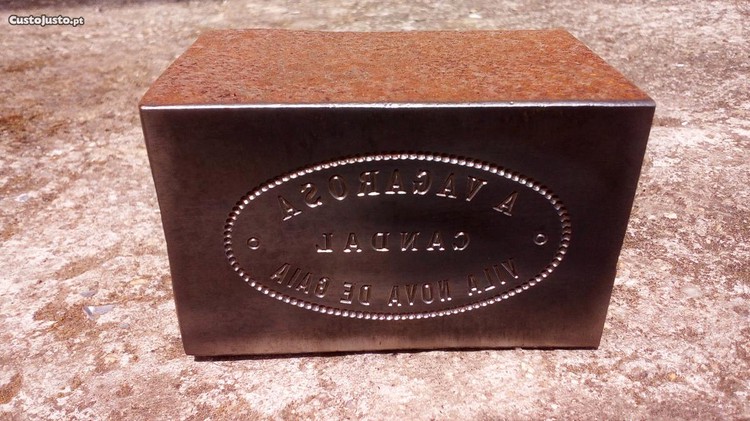 CustoJusto.pt
A VAGAROSA
CANDAL
VILA NOVA DE GAIA